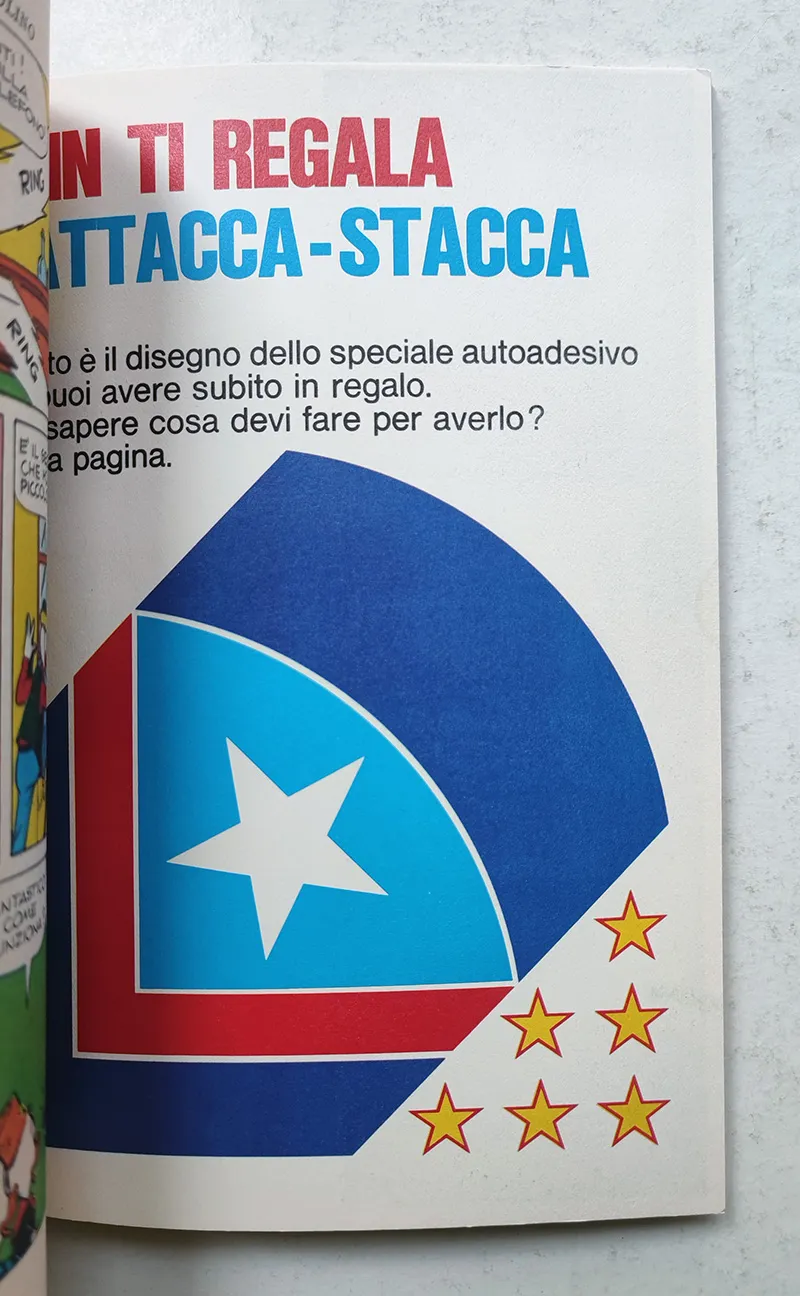 IN TI REGALA
ATTACCA-STACCA
to è il disegno dello speciale autoadesivo
uoi avere subito in regalo.
sapere cosa devi fare per averlo?
a pagina.
RING
RING
COME